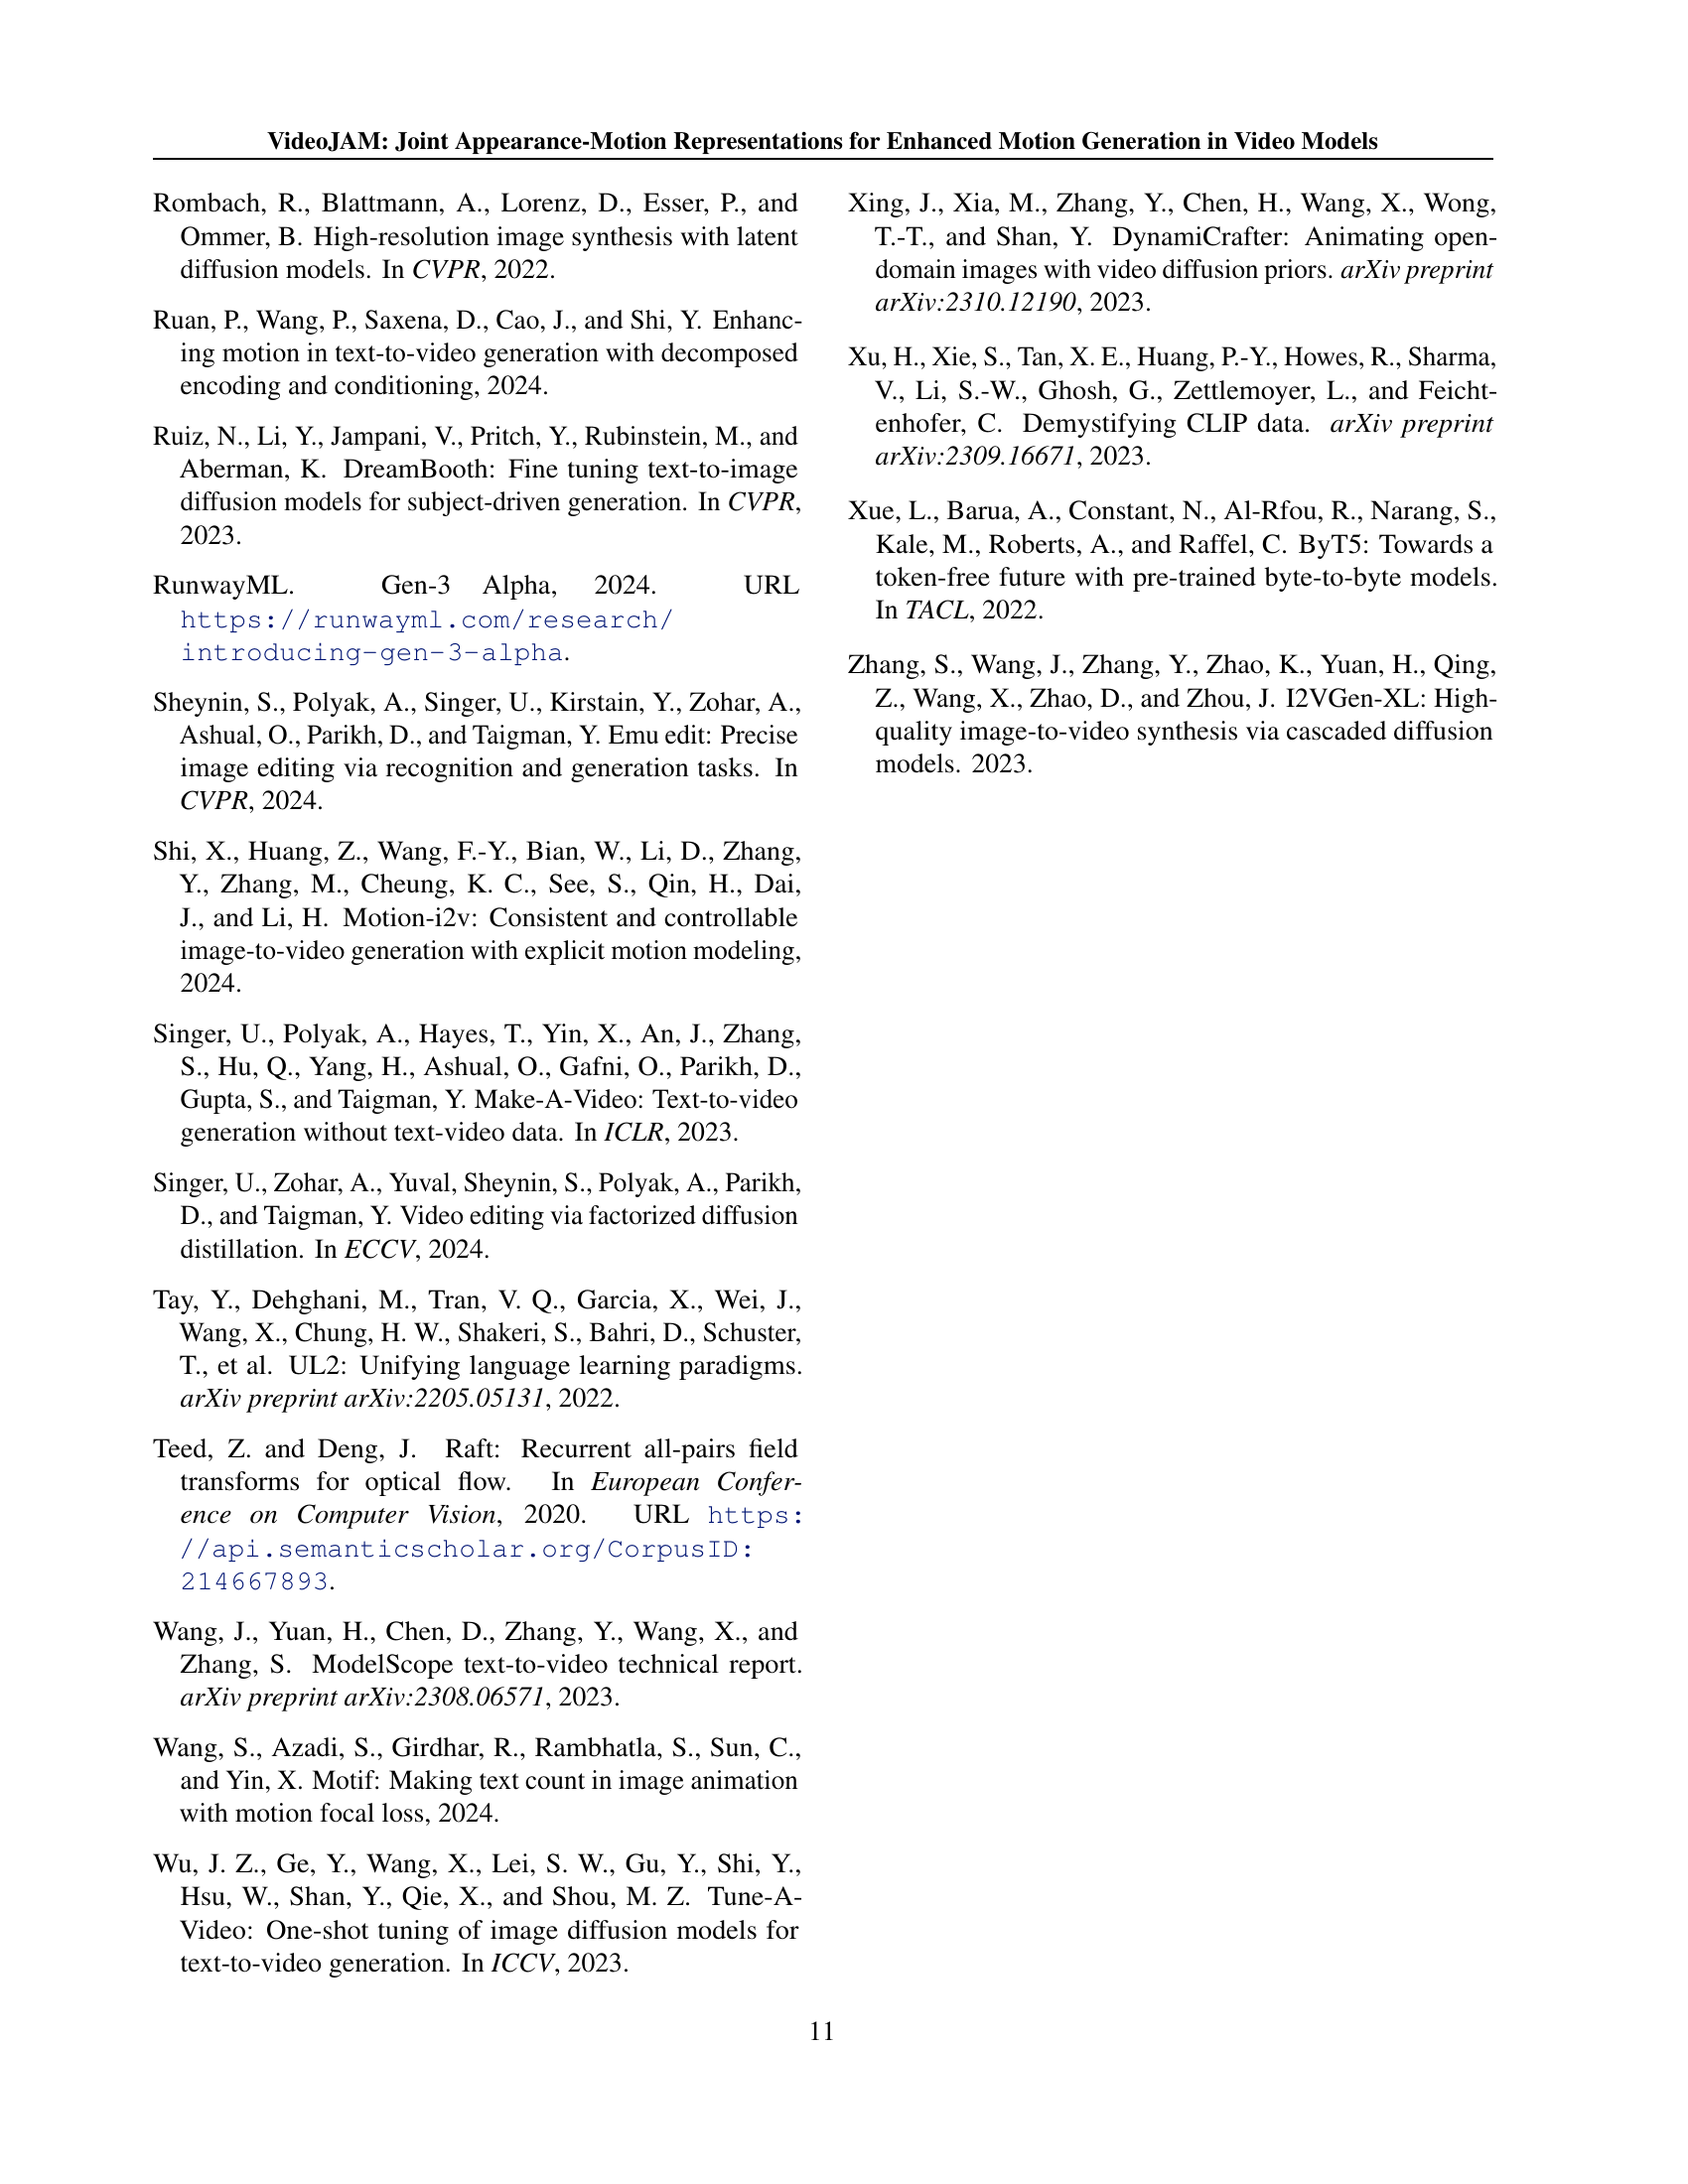 VideoJAM: Joint Appearance-Motion Representations for Enhanced Motion Generation in Video Models
Rombach, R., Blattmann, A., Lorenz, D., Esser, P., and
Ommer, B. High-resolution image synthesis with latent
diffusion models. In CVPR, 2022.
Ruan, P., Wang, P., Saxena, D., Cao, J., and Shi, Y. Enhanc-
ing motion in text-to-video generation with decomposed
encoding and conditioning, 2024.
Ruiz, N., Li, Y., Jampani, V., Pritch, Y., Rubinstein, M., and
Aberman, K. DreamBooth: Fine tuning text-to-image
diffusion models for subject-driven generation. In CVPR,
2023.
RunwayML. Gen-3 Alpha, 2024. URL
https://runwayml.com/research/
introducing-gen-3-alpha.
Sheynin, S., Polyak, A., Singer, U., Kirstain, Y., Zohar, A.,
Ashual, O., Parikh, D., and Taigman, Y. Emu edit: Precise
image editing via recognition and generation tasks. In
CVPR, 2024.
Shi, X., Huang, Z., Wang, F.-Y., Bian, W., Li, D., Zhang,
Y., Zhang, M., Cheung, K. C., See, S., Qin, H., Dai,
J., and Li, H. Motion-i2v: Consistent and controllable
image-to-video generation with explicit motion modeling,
2024.
Singer, U., Polyak, A., Hayes, T., Yin, X., An, J., Zhang,
S., Hu, Q., Yang, H., Ashual, O., Gafni, O., Parikh, D.,
Gupta, S., and Taigman, Y. Make-A-Video: Text-to-video
generation without text-video data. In ICLR, 2023.
Singer, U., Zohar, A., Yuval, Sheynin, S., Polyak, A., Parikh,
D., and Taigman, Y. Video editing via factorized diffusion
distillation. In ECCV, 2024.
Tay, Y., Dehghani, M., Tran, V. Q., Garcia, X., Wei, J.,
Wang, X., Chung, H. W., Shakeri, S., Bahri, D., Schuster,
T., et al. UL2: Unifying language learning paradigms.
arXiv preprint arXiv:2205.05131, 2022.
Teed, Z. and Deng, J. Raft: Recurrent all-pairs field
transforms for optical flow. In European Confer-
ence on Computer Vision, 2020. URL https:
//api.semanticscholar.org/CorpusID:
214667893.
Wang, J., Yuan, H., Chen, D., Zhang, Y., Wang, X., and
Zhang, S. ModelScope text-to-video technical report.
arXiv preprint arXiv:2308.06571, 2023.
Wang, S., Azadi, S., Girdhar, R., Rambhatla, S., Sun, C.,
and Yin, X. Motif: Making text count in image animation
with motion focal loss, 2024.
Wu, J. Z., Ge, Y., Wang, X., Lei, S. W., Gu, Y., Shi, Y.,
Hsu, W., Shan, Y., Qie, X., and Shou, M. Z. Tune-A-
Video: One-shot tuning of image diffusion models for
text-to-video generation. In ICCV, 2023.
Xing, J., Xia, M., Zhang, Y., Chen, H., Wang, X., Wong,
T.-T., and Shan, Y. DynamiCrafter: Animating open-
domain images with video diffusion priors. arXiv preprint
arXiv:2310.12190, 2023.
Xu, H., Xie, S., Tan, X. E., Huang, P.-Y., Howes, R., Sharma,
V., Li, S.-W., Ghosh, G., Zettlemoyer, L., and Feicht-
enhofer, C. Demystifying CLIP data. arXiv preprint
arXiv:2309.16671, 2023.
Xue, L., Barua, A., Constant, N., Al-Rfou, R., Narang, S.,
Kale, M., Roberts, A., and Raffel, C. ByT5: Towards a
token-free future with pre-trained byte-to-byte models.
In TACL, 2022.
Zhang, S., Wang, J., Zhang, Y., Zhao, K., Yuan, H., Qing,
Z., Wang, X., Zhao, D., and Zhou, J. I2VGen-XL: High-
quality image-to-video synthesis via cascaded diffusion
models. 2023.
11